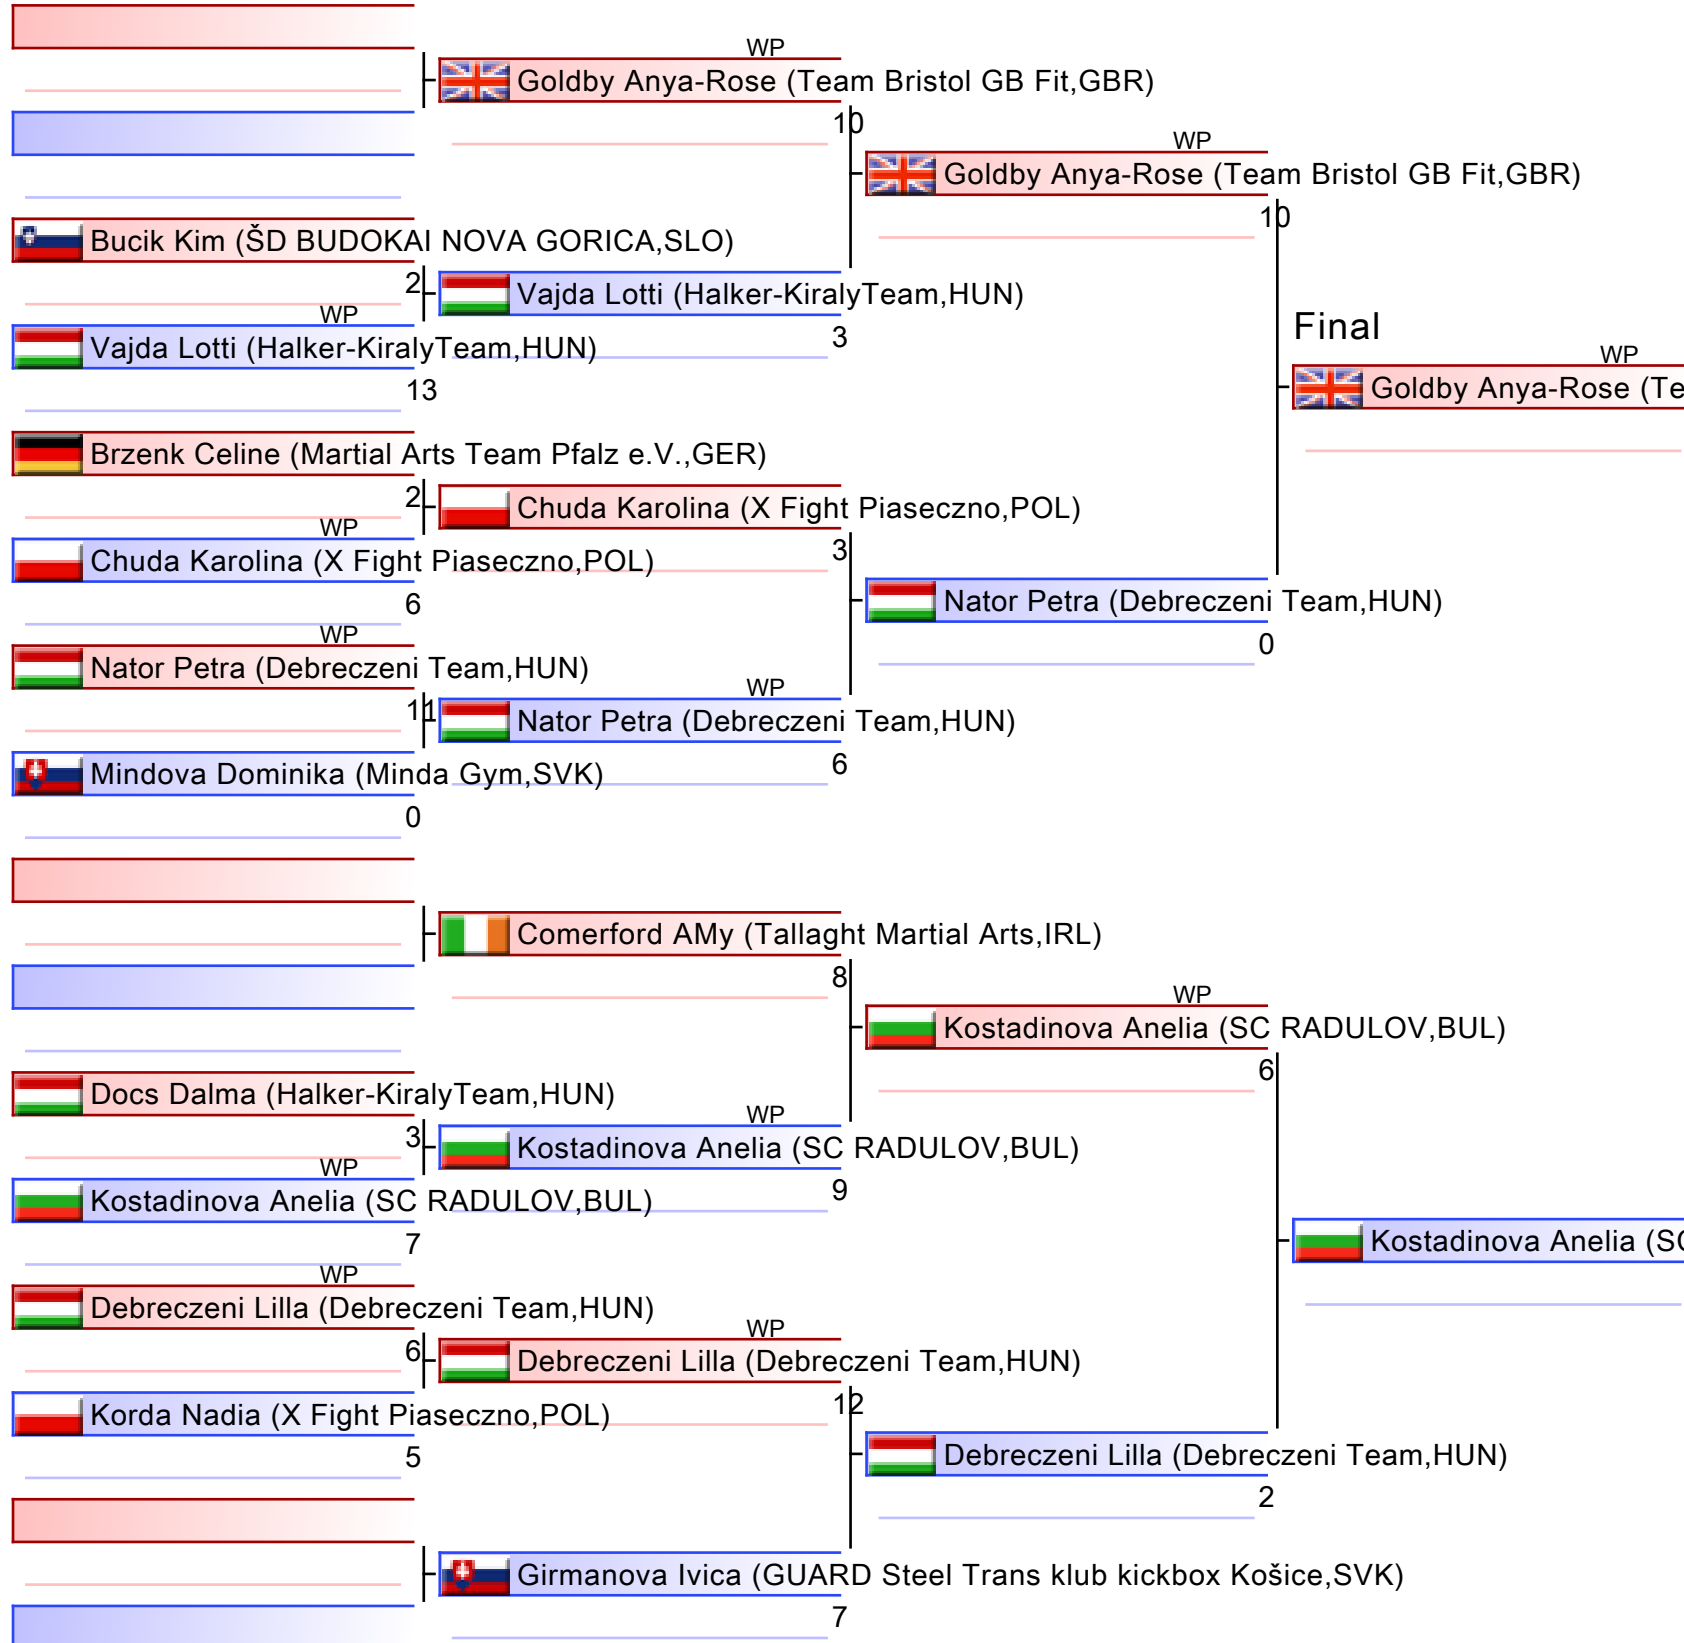 WP
Goldby Anya-Rose (Team Bristol GB Fit,GBR)
10
WP
Goldby Anya-Rose (Team Bristol GB Fit,GBR)
10
Bucik Kim (ŠD BUDOKAI NOVA GORICA,SLO)
2
Vajda Lotti (Halker-KiralyTeam,HUN)
3
WP
Vajda Lotti (Halker-KiralyTeam,HUN)
13
Final
WP
Goldby Anya-Rose (Te
Brzenk Celine (Martial Arts Team Pfalz e.V.,GER)
2
Chuda Karolina (X Fight Piaseczno,POL)
3
WP
Chuda Karolina (X Fight Piaseczno,POL)
6
Nator Petra (Debreczeni Team,HUN)
0
WP
Nator Petra (Debreczeni Team,HUN)
11
WP
Nator Petra (Debreczeni Team,HUN)
6
Mindova Dominika (Minda Gym,SVK)
0
Comerford AMy (Tallaght Martial Arts,IRL)
8
WP
Kostadinova Anelia (SC RADULOV,BUL)
6
Docs Dalma (Halker-KiralyTeam,HUN)
3
WP
Kostadinova Anelia (SC RADULOV,BUL)
9
WP
Kostadinova Anelia (SC RADULOV,BUL)
7
Kostadinova Anelia (SC
WP
Debreczeni Lilla (Debreczeni Team,HUN)
6
WP
Debreczeni Lilla (Debreczeni Team,HUN)
12
Korda Nadia (X Fight Piaseczno,POL)
5
Debreczeni Lilla (Debreczeni Team,HUN)
2
Girmanova Ivica (GUARD Steel Trans klub kickbox Košice,SVK)
7